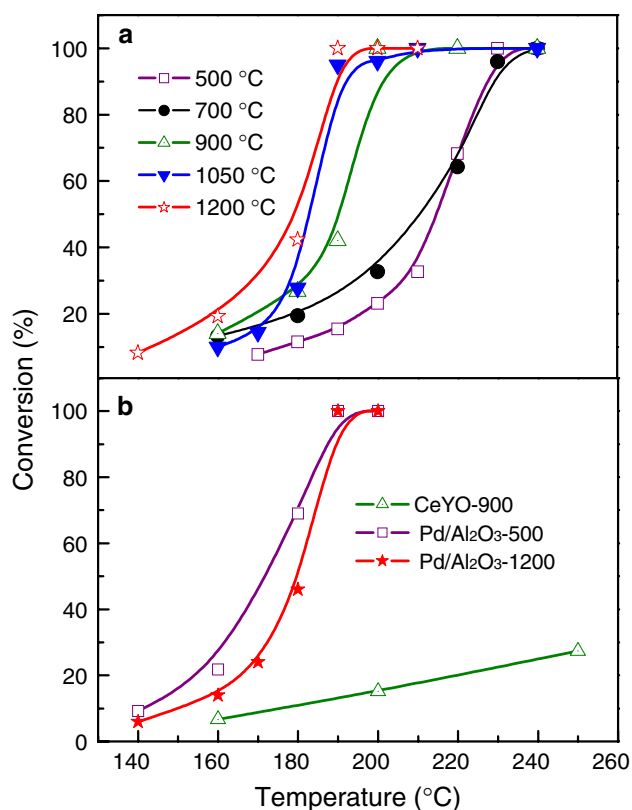 a
100
80
60
40
20
500 °C
700 °C
900 °C
1050 °C
1200 °C
Conversion (%)
b
100
80
60
40
20
0
CeYO-900
Pd/Al₂O₃-500
Pd/Al₂O₃-1200
140 160 180 200 220 240 260
Temperature (°C)